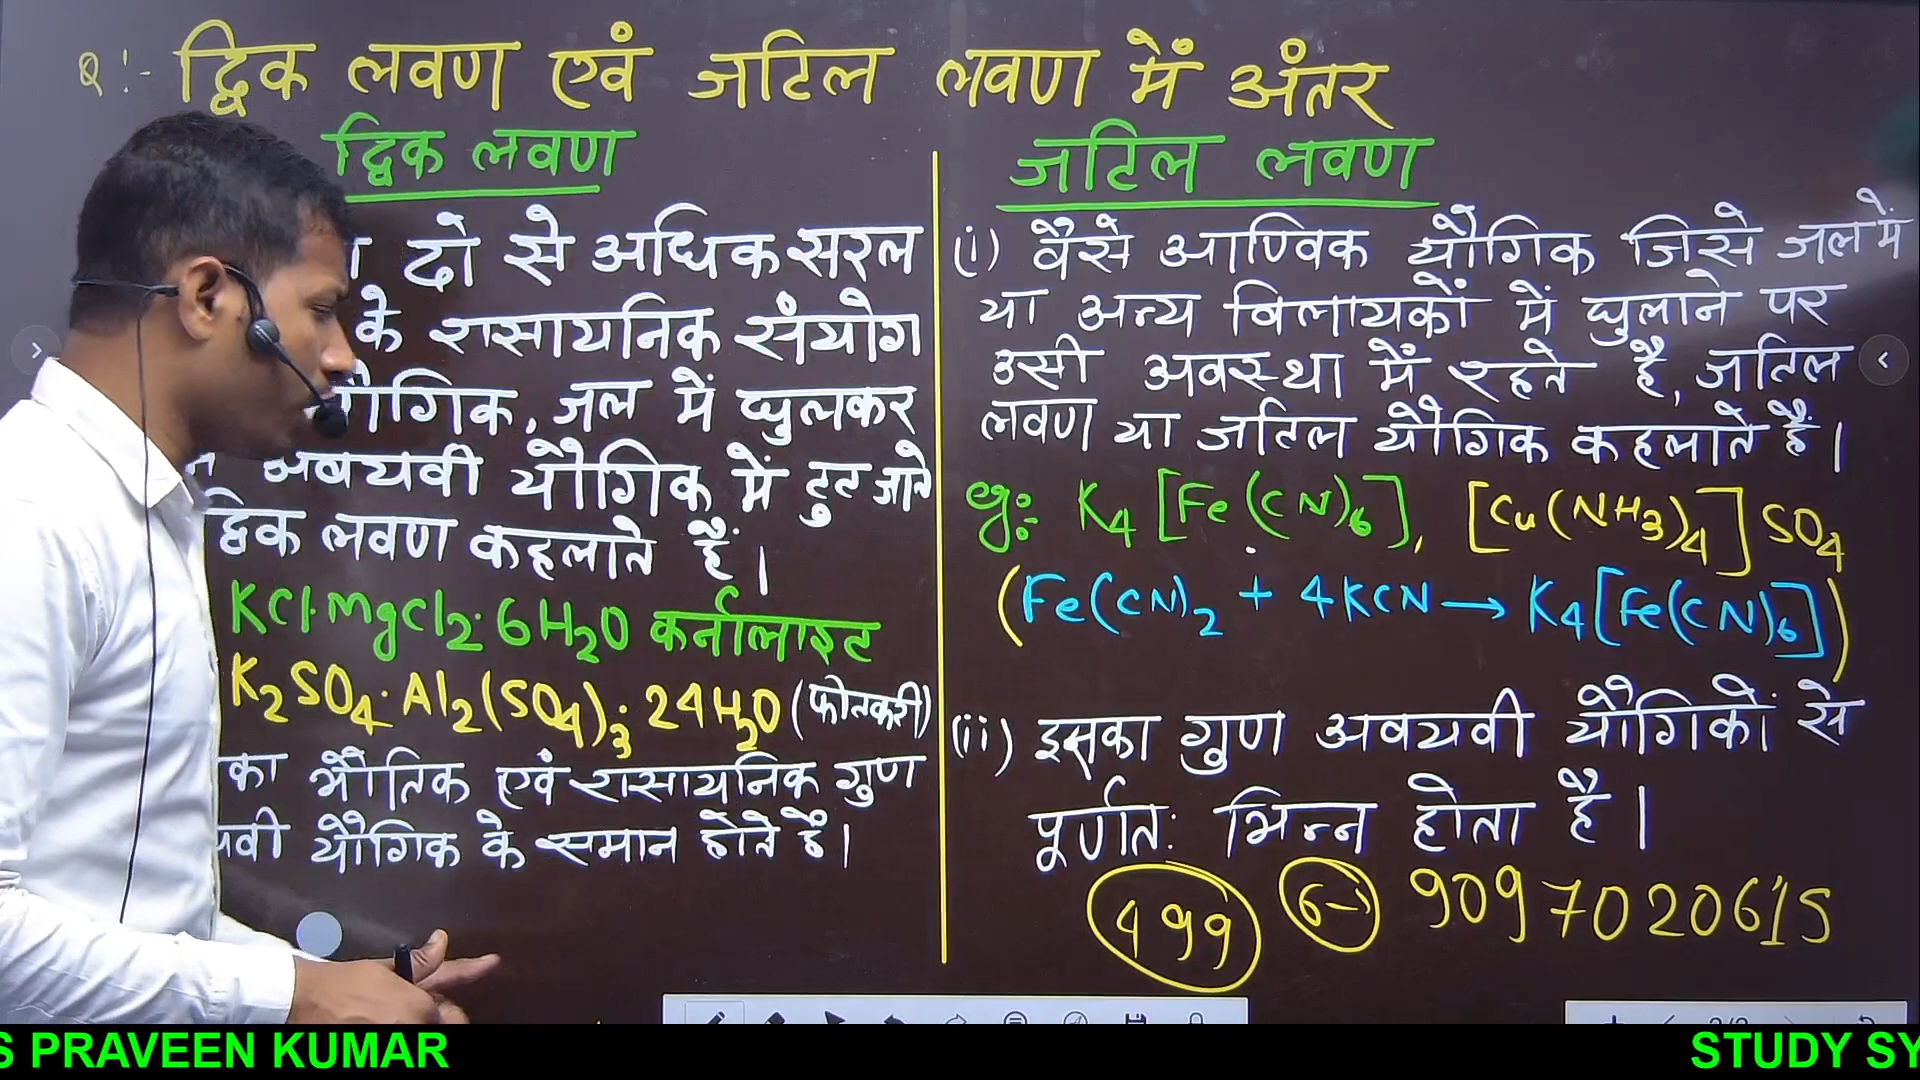 Q:- द्विक लवण एवं जटिल लवण में अंतर
द्विक लवण
दो से अधिक सरल
के रासायनिक संयोग
यौगिक, जल में घुलकर
अवयवी यौगिक में टुट जाते
द्विक लवण कहलाते हैं।
KCl·MgCl₂·6H₂O कर्नालाइट
K₂SO₄·Al₂(SO₄)₃·24H₂O (फीटकरी)
का भौतिक एवं रासायनिक गुण
यौगिक के समान होते हैं।
जटिल लवण
(i) वैसे आण्विक यौगिक जिसे जल में
या अन्य विलायकों में घुलाने पर
उसी अवस्था में रहते है, जटिल
लवण या जटिल यौगिक कहलाते हैं।
eg:- K₄[Fe(CN)₆], [Cu(NH₃)₄]SO₄
(Fe(CN)₂ + 4KCN → K₄[Fe(CN)₆])
(ii) इसका गुण अवयवी यौगिकों से
पूर्णतः भिन्न होता है।
499 6→ 9097020615
S PRAVEEN KUMAR
STUDY SY